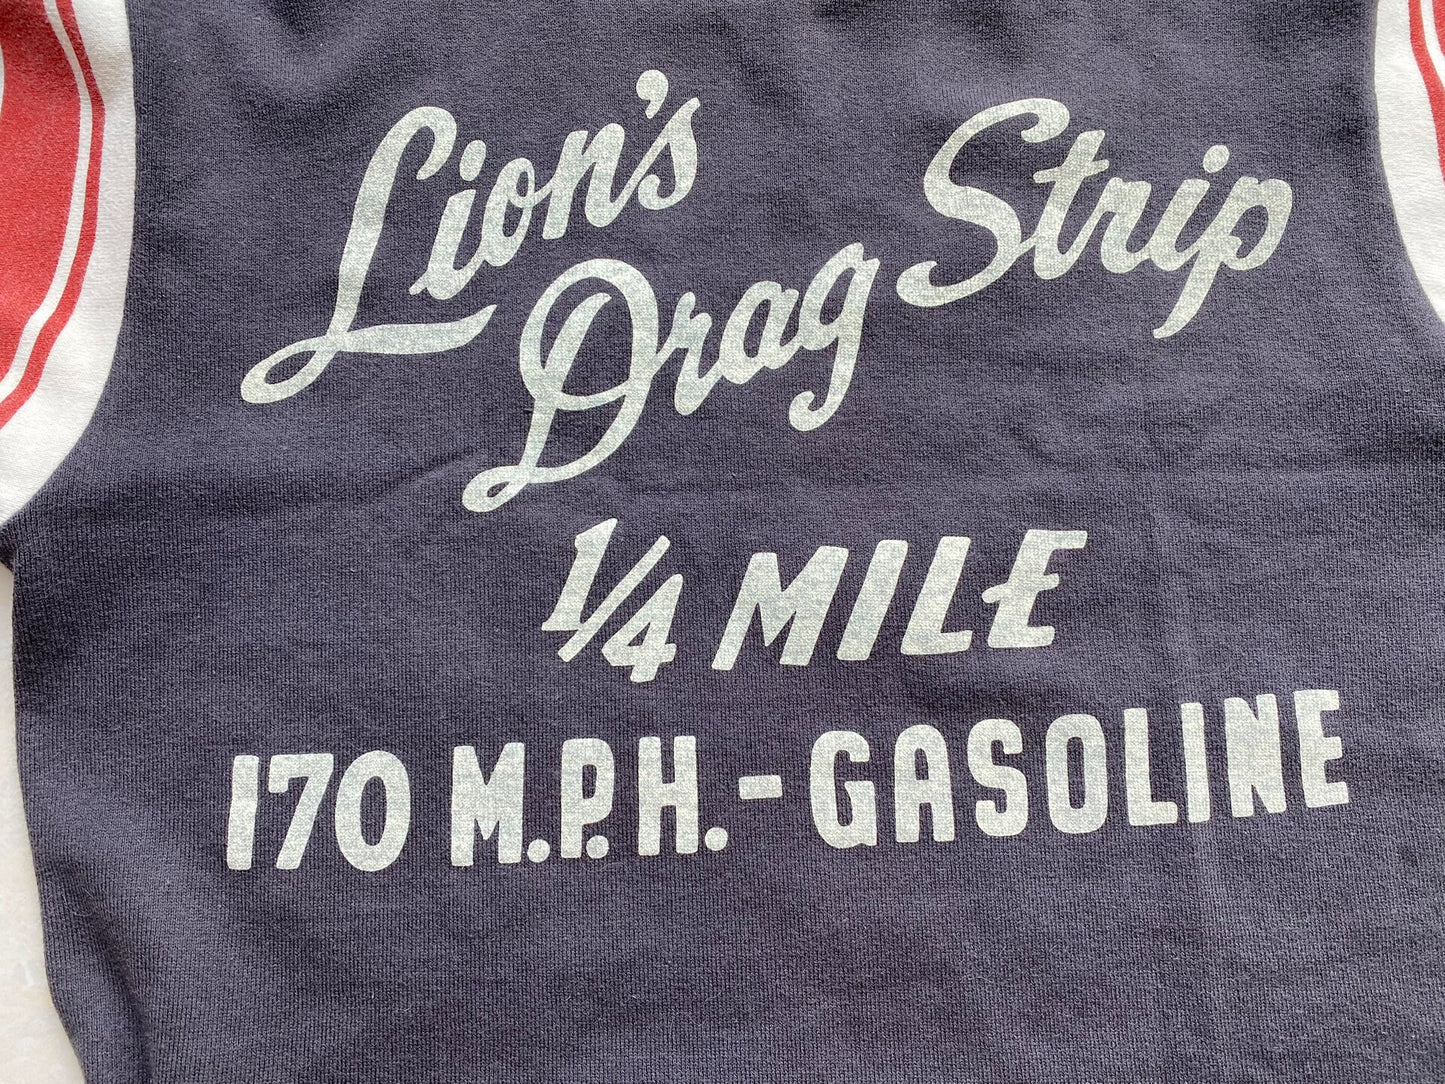 Lion's
Drag Strip
1/4 MILE
170 M.P.H.-GASOLINE